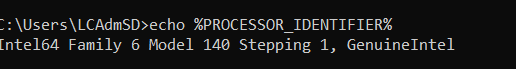 C:\Users\LCAdmSD>echo %PROCESSOR_IDENTIFIER%
Intel64 Family 6 Model 140 Stepping 1, GenuineIntel